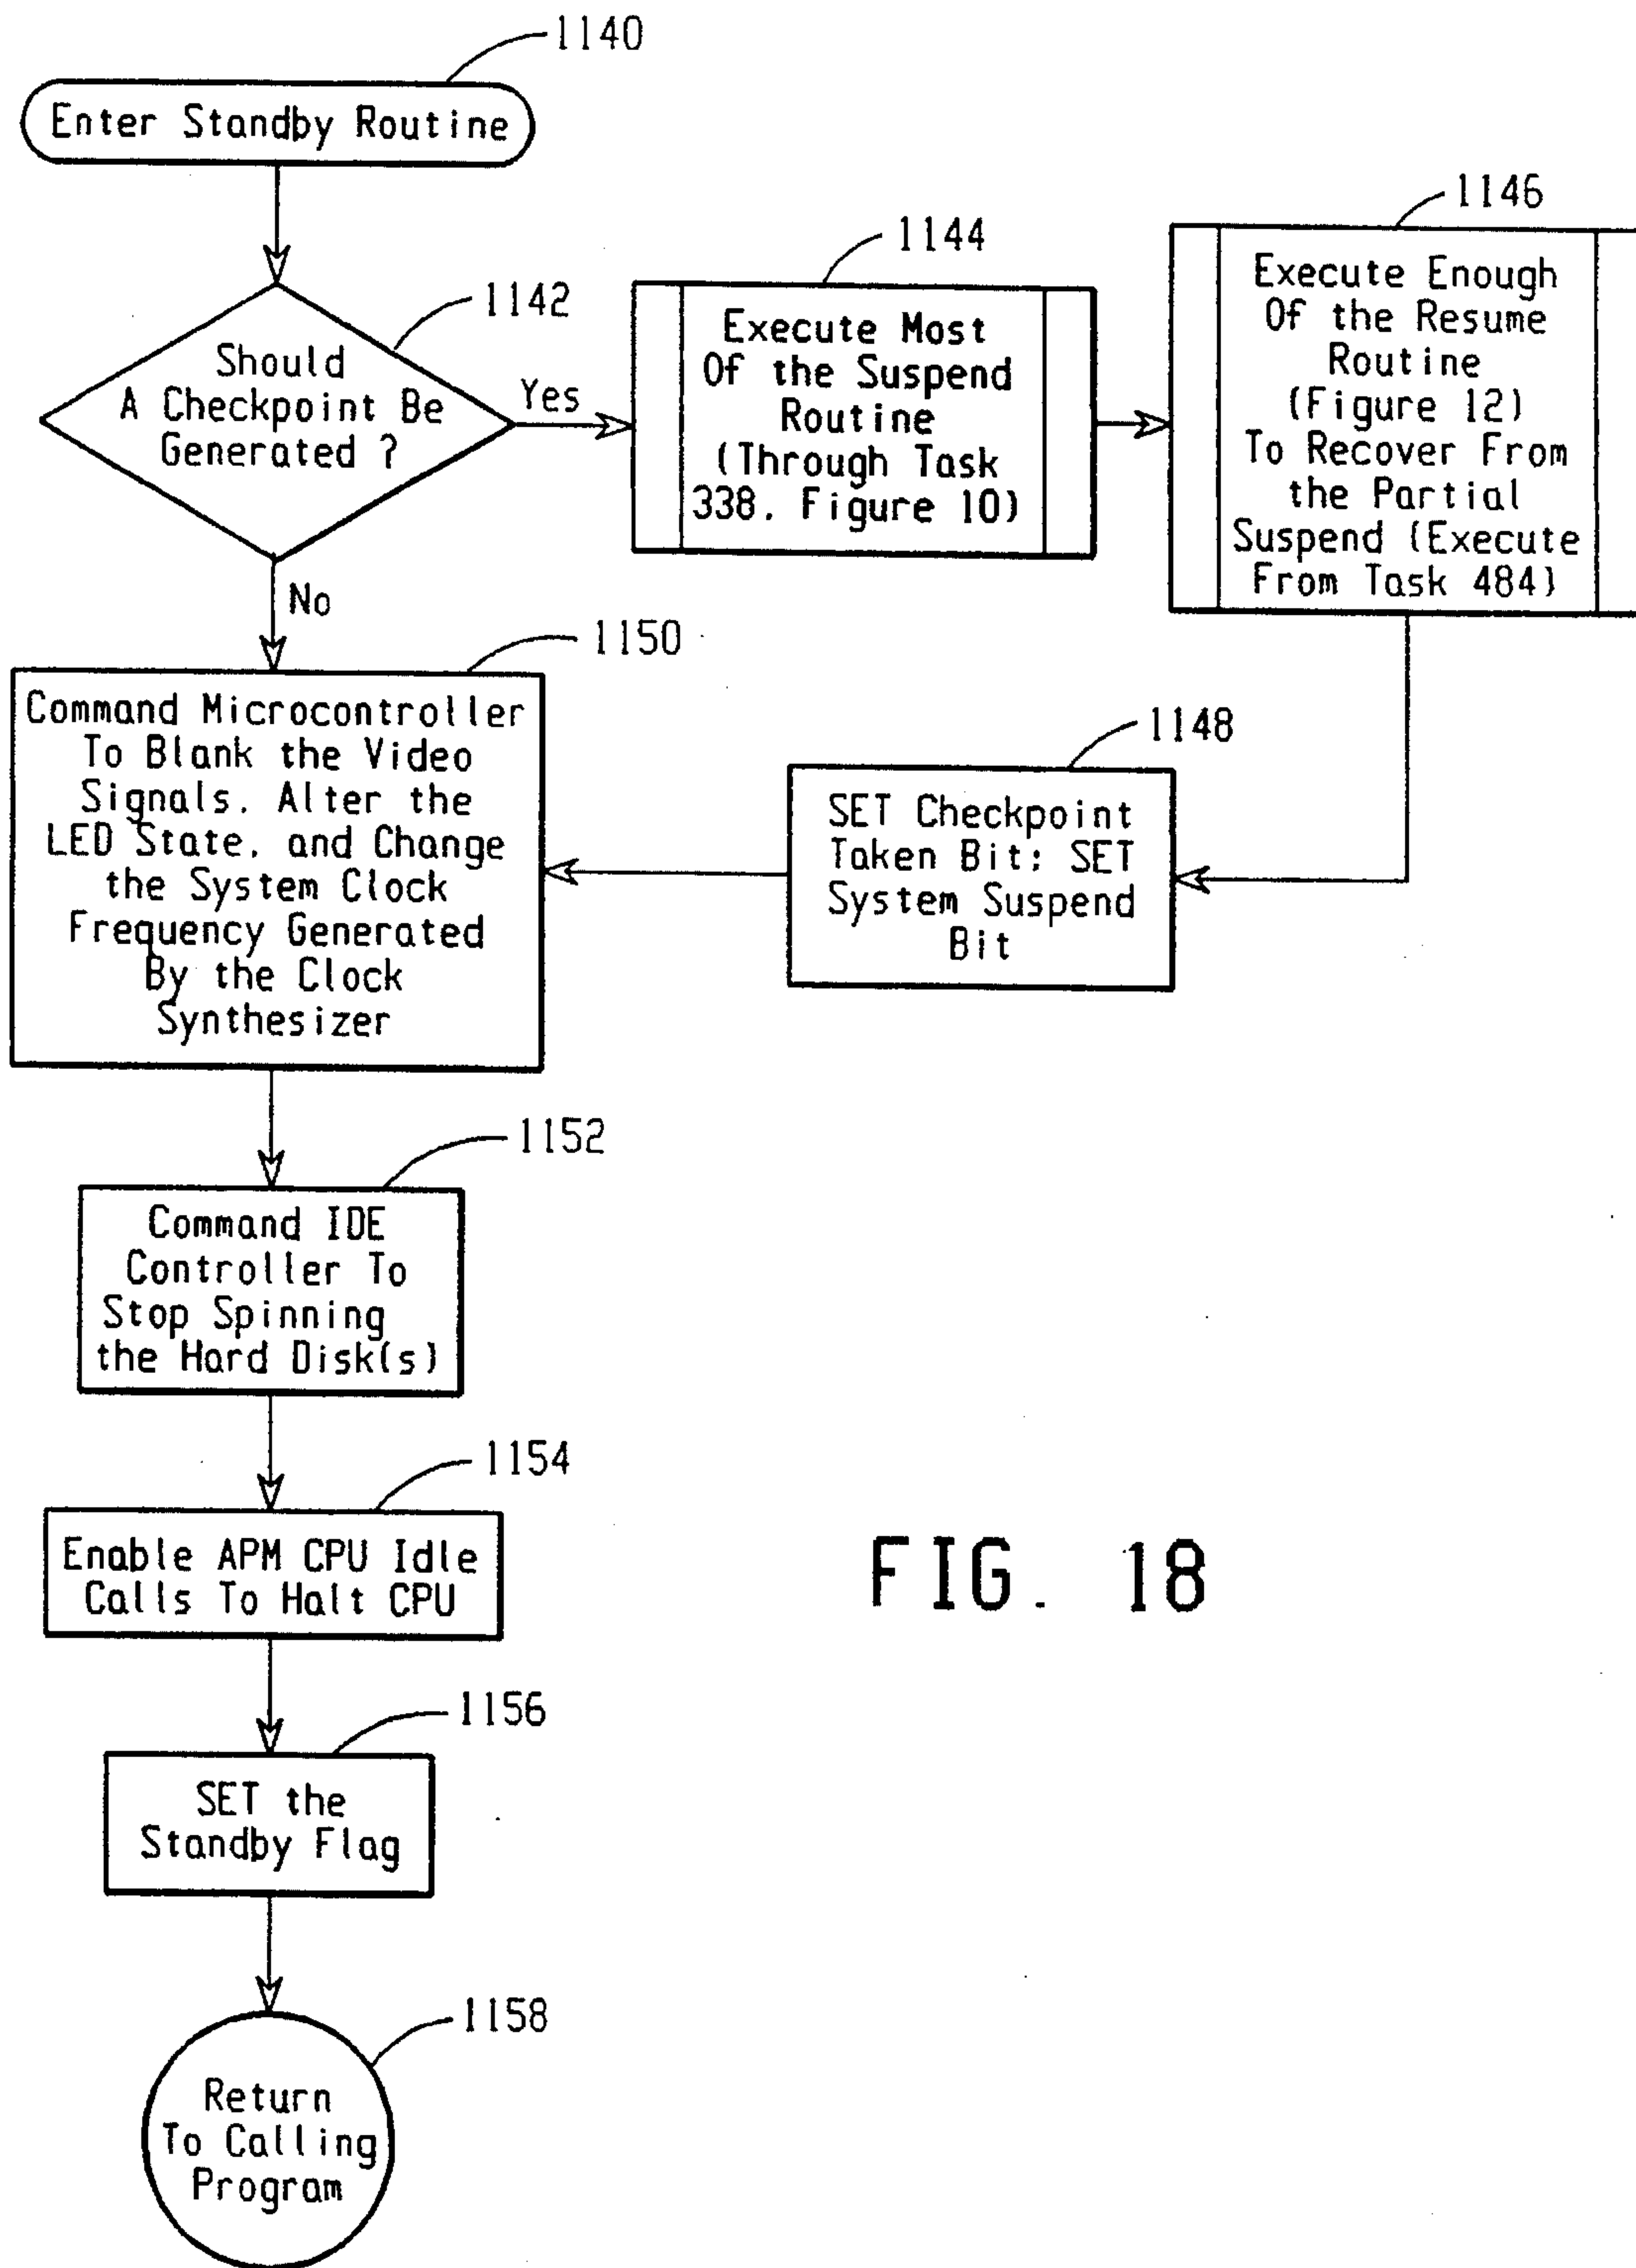 1140
Enter Standby Routine
1142
Should
A Checkpoint Be
Generated ?
Yes
No
1144
Execute Most
Of the Suspend
Routine
(Through Task
338. Figure 10)
1146
Execute Enough
Of the Resume
Routine
(Figure 12)
To Recover From
the Partial
Suspend (Execute
From Task 484)
1148
SET Checkpoint
Taken Bit; SET
System Suspend
Bit
1150
Command Microcontroller
To Blank the Video
Signals. Alter the
LED State. and Change
the System Clock
Frequency Generated
By the Clock
Synthesizer
1152
Command IDE
Controller To
Stop Spinning
the Hard Disk(s)
1154
Enable APM CPU Idle
Calls To Halt CPU
1156
SET the
Standby Flag
1158
Return
To Calling
Program
FIG. 18